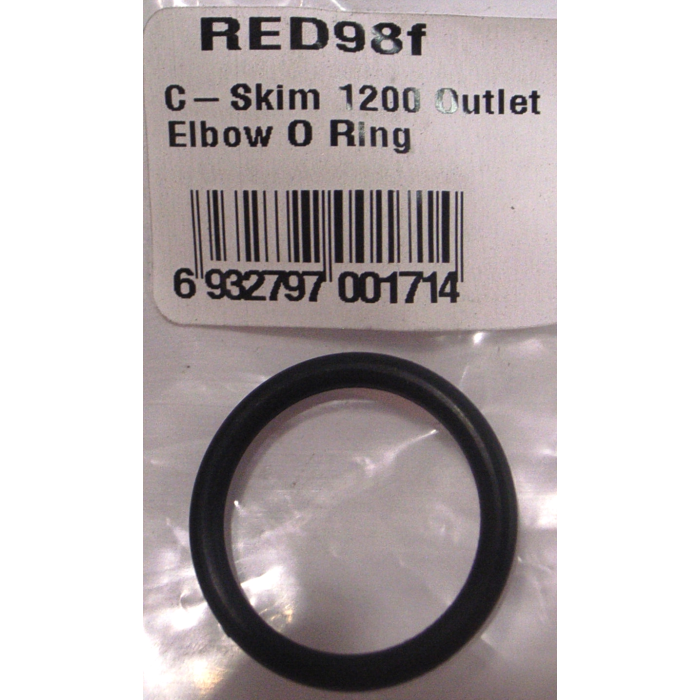 RED98f
C – Skim 1200 Outlet
Elbow O Ring
6 932797 001714